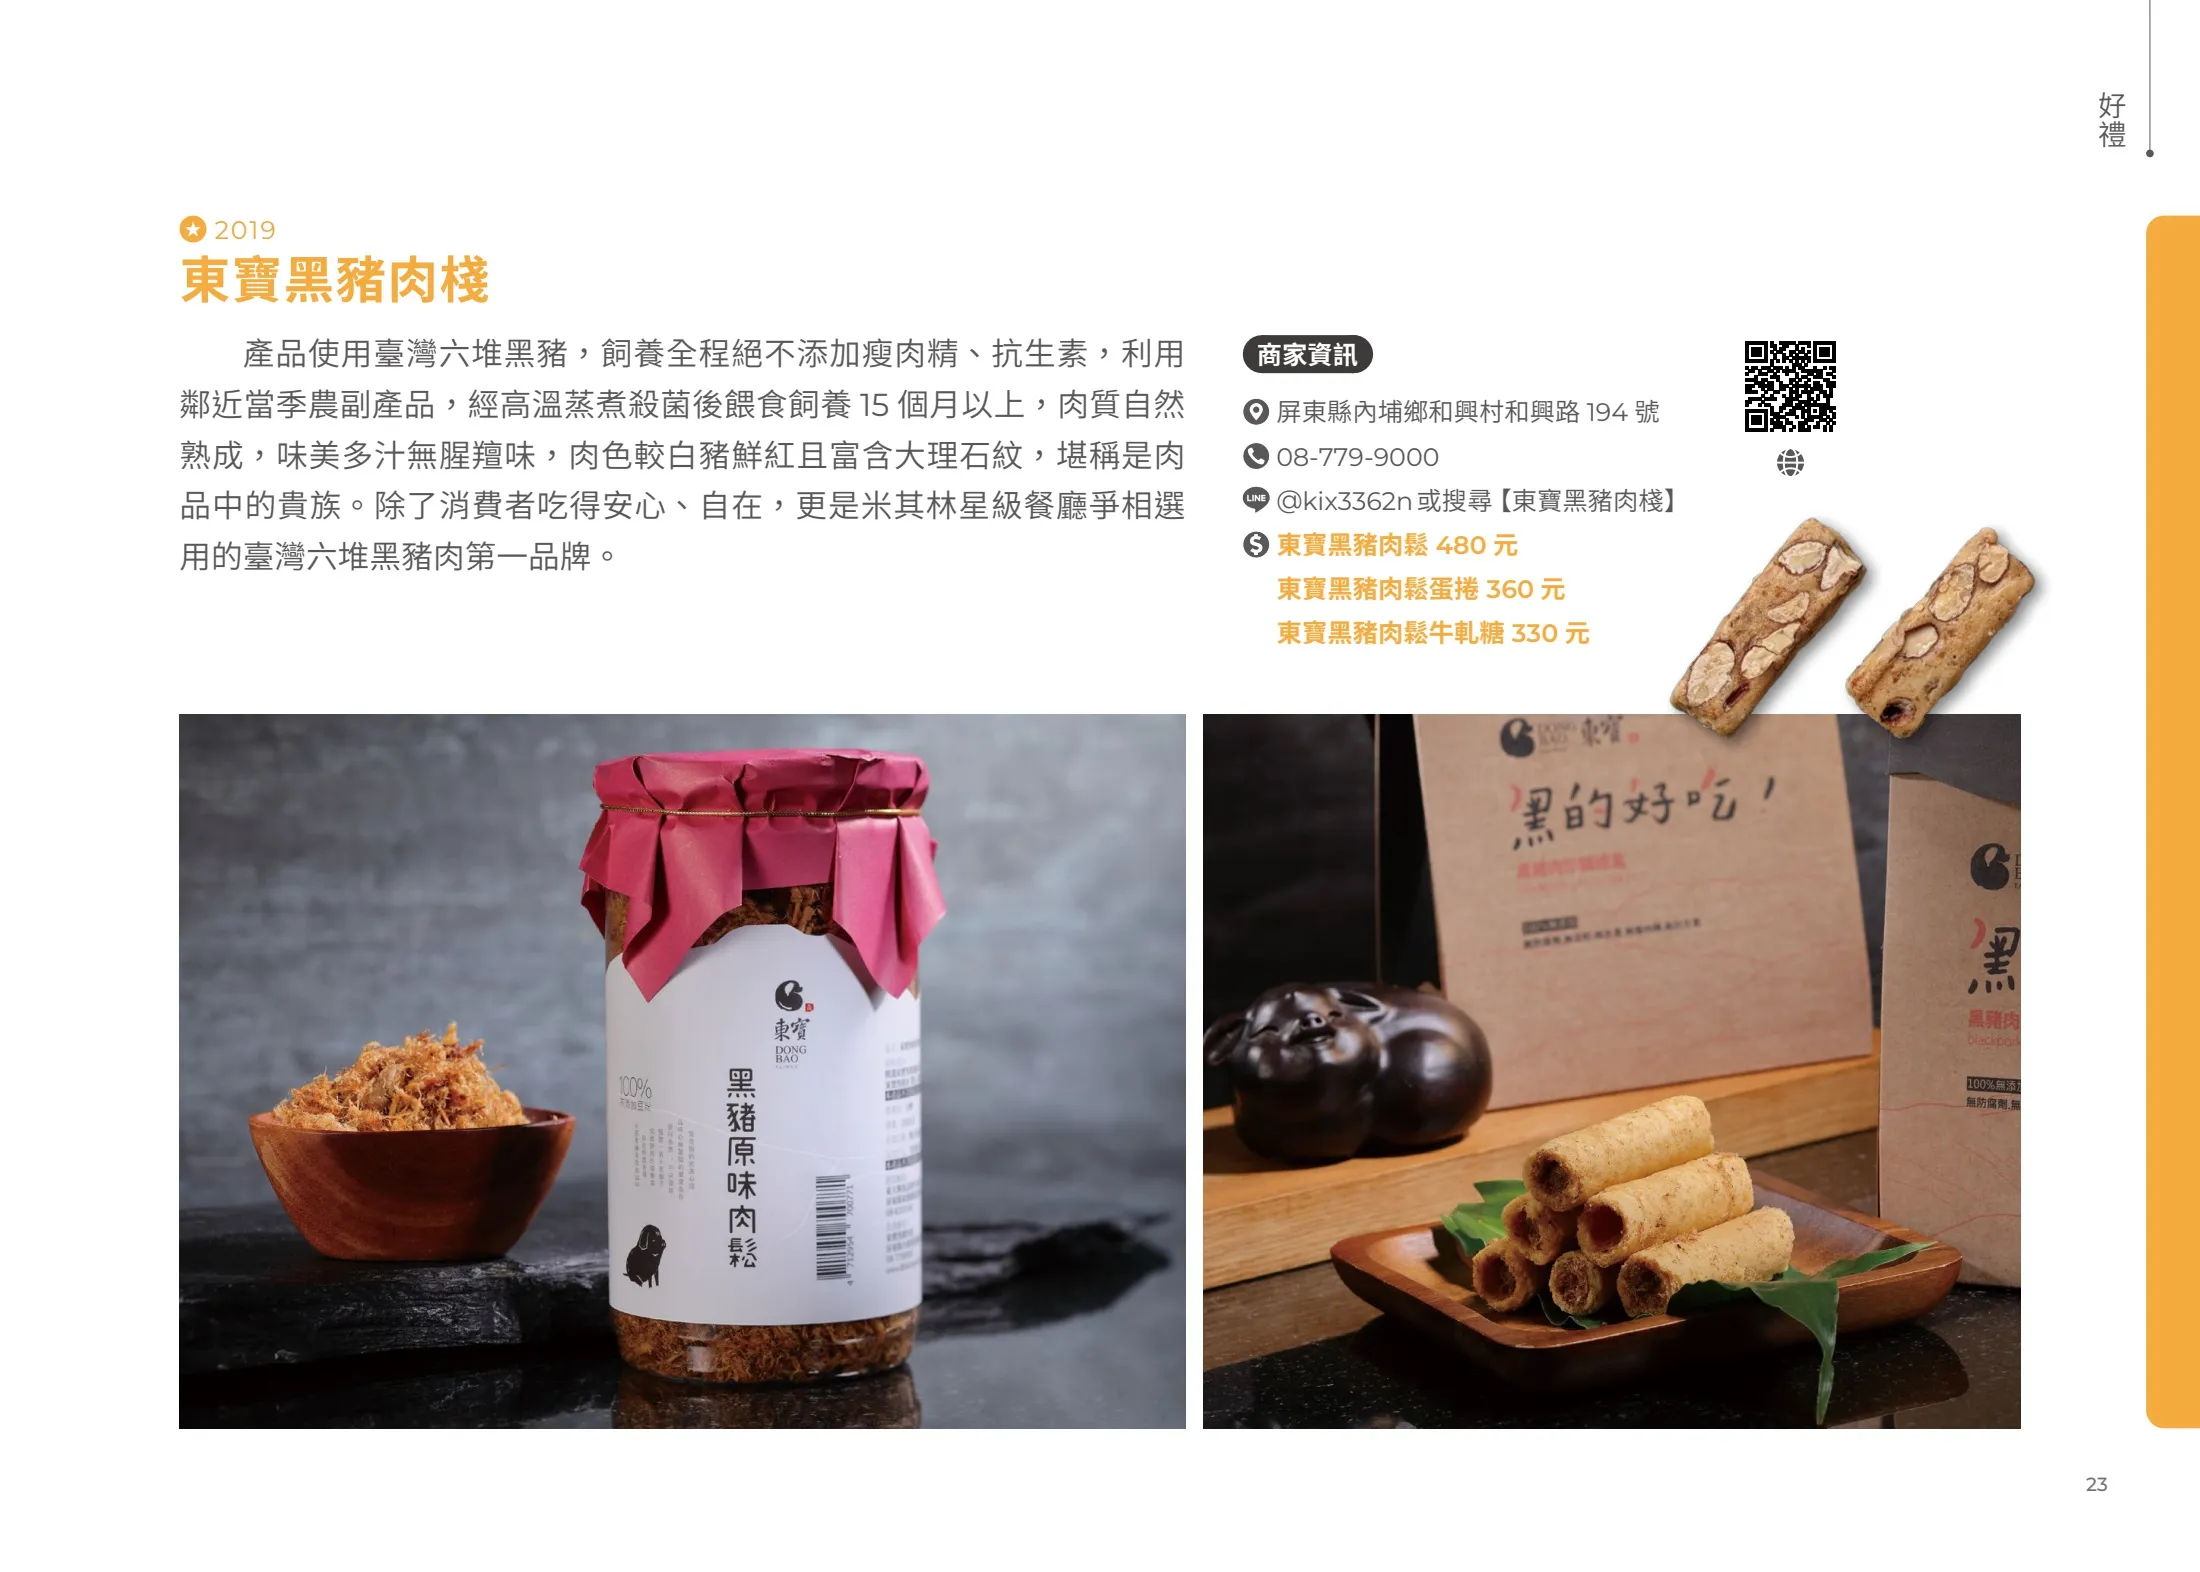 好禮
2019
東寶黑豬肉棧
產品使用臺灣六堆黑豬，飼養全程絕不添加瘦肉精、抗生素，利用
鄰近當季農副產品，經高溫蒸煮殺菌後餵食飼養 15 個月以上，肉質自然
熟成，味美多汁無腥羶味，肉色較白豬鮮紅且富含大理石紋，堪稱是肉
品中的貴族。除了消費者吃得安心、自在，更是米其林星級餐廳爭相選
用的臺灣六堆黑豬肉第一品牌。
商家資訊
屏東縣內埔鄉和興村和興路 194 號
08-779-9000
LINE @kix3362n 或搜尋【東寶黑豬肉棧】
東寶黑豬肉鬆 480 元
東寶黑豬肉鬆蛋捲 360 元
東寶黑豬肉鬆牛軋糖 330 元
東寶
DONG
BAO
黑豬原味肉鬆
100%
4 712954 700771
DONG
BAO
東寶
黑的好吃！
黑
黑豬肉
100%無添加
無防腐劑.無
23